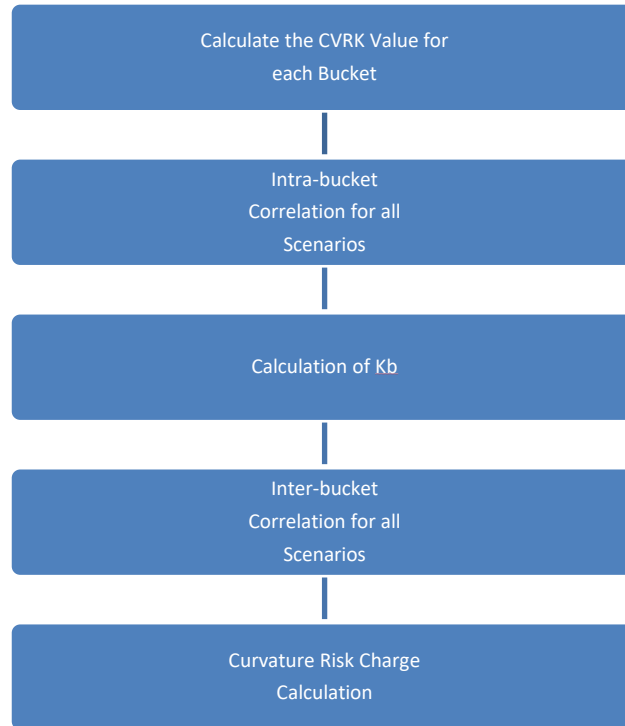 Calculate the CVRK Value for
each Bucket
Intra-bucket
Correlation for all
Scenarios
Calculation of Kb
Inter-bucket
Correlation for all
Scenarios
Curvature Risk Charge
Calculation